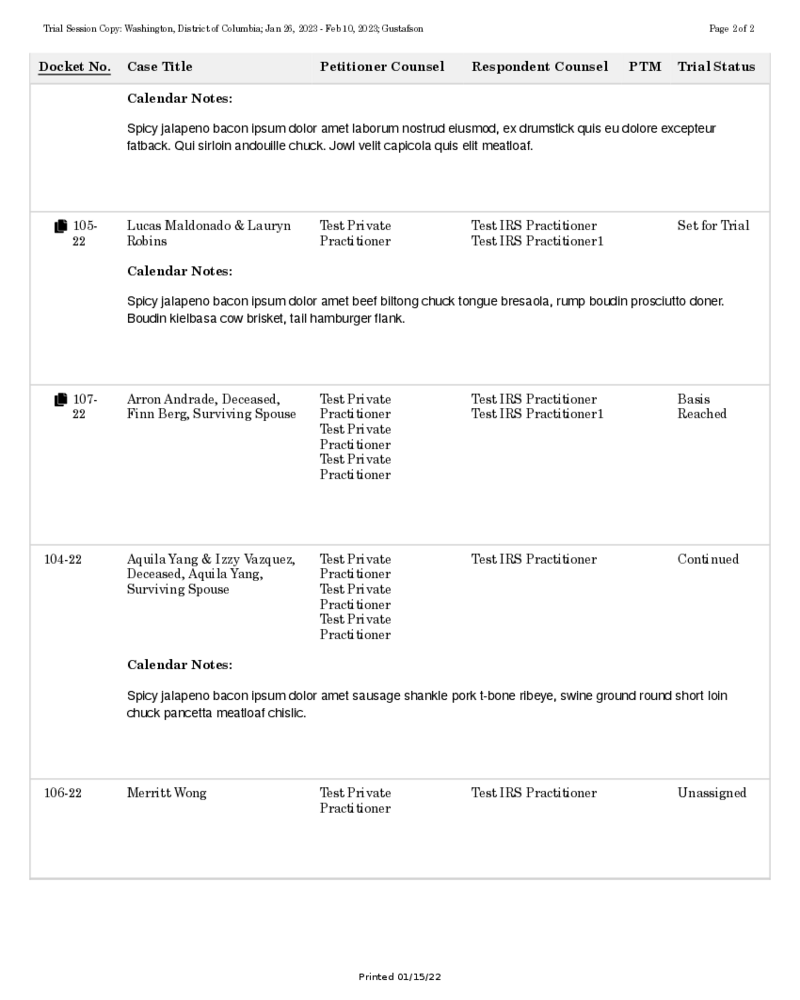 Trial Session Copy: Washington, District of Columbia; Jan 26, 2023 - Feb 10, 2023; Gustafson
Page 2 of 2
Docket No. Case Title Petitioner Counsel Respondent Counsel PTM Trial Status
Calendar Notes:
Spicy jalapeno bacon ipsum dolor amet laborum nostrud eiusmod, ex drumstick quis eu dolore excepteur
fatback. Qui sirloin andouille chuck. Jowl velit capicola quis elit meatloaf.
105- Lucas Maldonado & Lauryn Test Private Test IRS Practitioner Set for Trial
22 Robins Practitioner Test IRS Practitioner1
Calendar Notes:
Spicy jalapeno bacon ipsum dolor amet beef biltong chuck tongue bresaola, rump boudin prosciutto doner.
Boudin kielbasa cow brisket, tail hamburger flank.
107- Arron Andrade, Deceased, Test Private Test IRS Practitioner Basis
22 Finn Berg, Surviving Spouse Practitioner Test IRS Practitioner1 Reached
Test Private
Practitioner
Test Private
Practitioner
104-22 Aquila Yang & Izzy Vazquez, Test Private Test IRS Practitioner Continued
Deceased, Aquila Yang, Practitioner
Surviving Spouse Test Private
Practitioner
Test Private
Practitioner
Calendar Notes:
Spicy jalapeno bacon ipsum dolor amet sausage shankle pork t-bone ribeye, swine ground round short loin
chuck pancetta meatloaf chislic.
106-22 Merritt Wong Test Private Test IRS Practitioner Unassigned
Practitioner
Printed 01/15/22